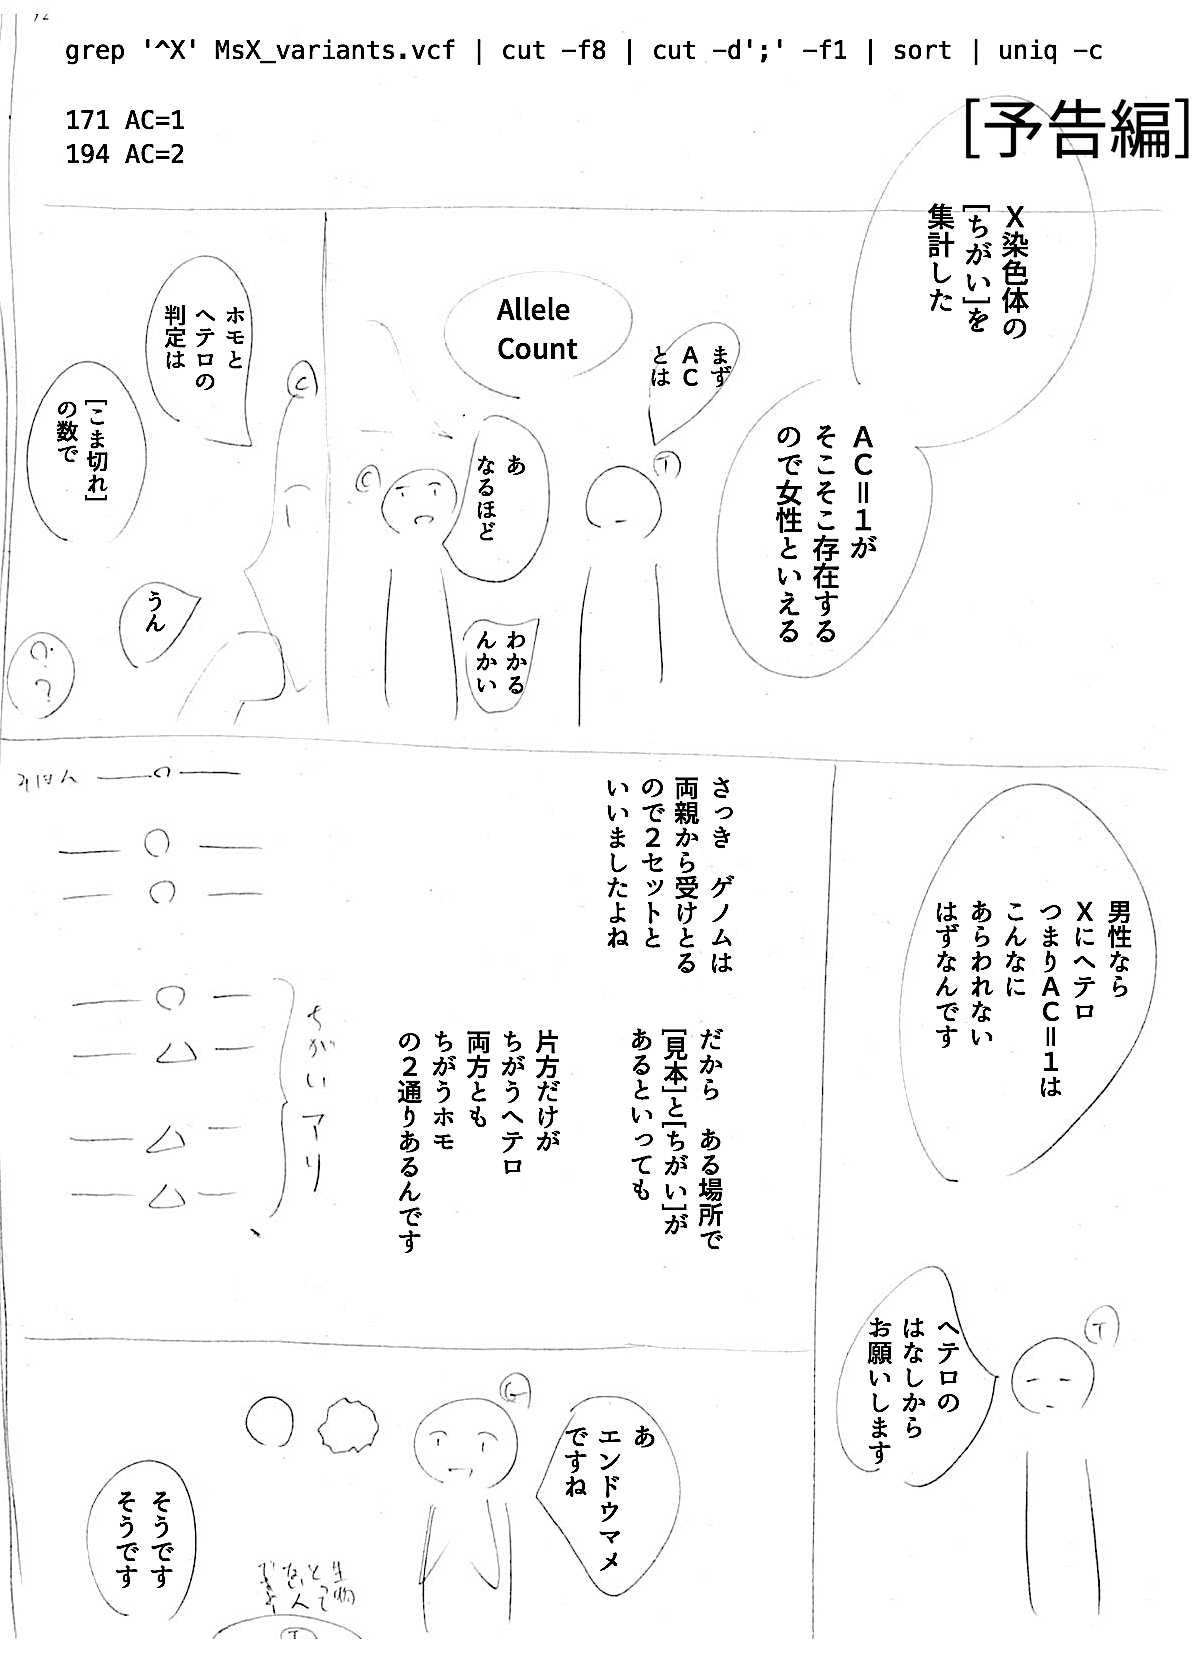 12
grep '^X' MsX_variants.vcf | cut -f8 | cut -d';' -f1 | sort | uniq -c
171 AC=1
194 AC=2
[予告編]
X染色体の
[ちがい]を
集計した
AC=1が
そこそこ存在する
ので女性といえる
まず
AC
とは
Allele
Count
T
あ
なるほど
C
わかる
んかい
C
ホモと
ヘテロの
判定は
[こま切れ]
の数で
うん
?
男性なら
Xにヘテロ
つまりAC=1は
こんなに
あらわれない
はずなんです
T
ヘテロの
はなしから
お願いします
さっき ゲノムは
両親から受けとる
ので2セットと
いいましたよね
だから ある場所で
[見本]と[ちがい]が
あるといっても
片方だけが
ちがうヘテロ
両方とも
ちがうホモ
の2通りあるんです
みほん
ちがいアリ
G
あ
エンドウマメ
ですね
そうです
そうです
T